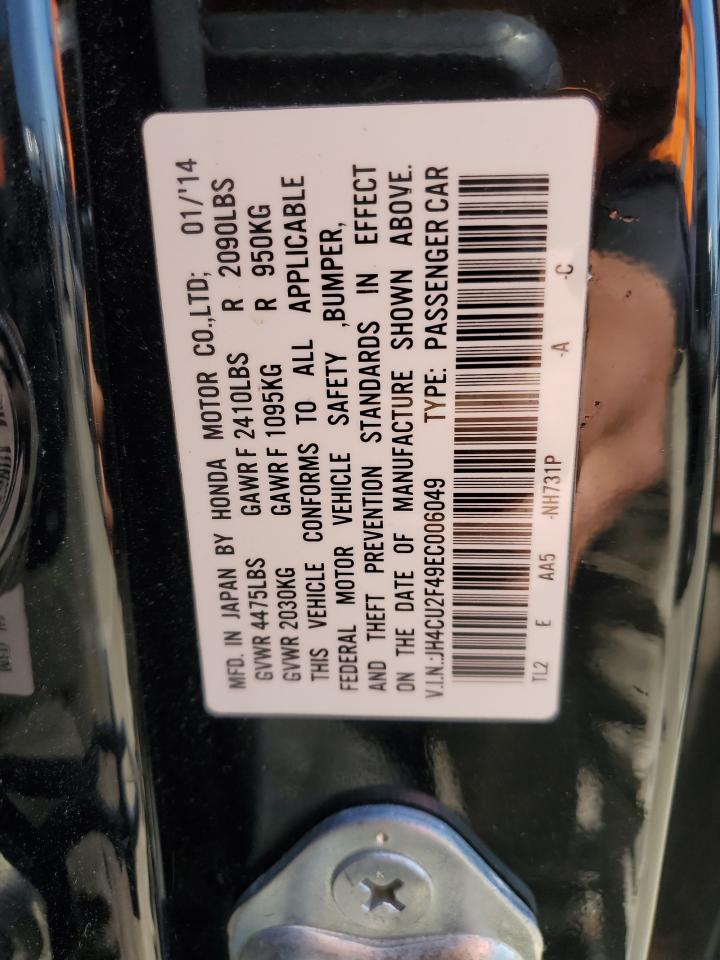 MFD. IN JAPAN BY HONDA MOTOR CO.,LTD; 01/'14
GVWR 4475LBS GAWR F 2410LBS R 2090LBS
GVWR 2030KG GAWR F 1095KG R 950KG
THIS VEHICLE CONFORMS TO ALL APPLICABLE
FEDERAL MOTOR VEHICLE SAFETY ,BUMPER,
AND THEFT PREVENTION STANDARDS IN EFFECT
ON THE DATE OF MANUFACTURE SHOWN ABOVE.
V.I.N.:JH4CU2F49EC006049 TYPE: PASSENGER CAR
TL2 E AA5 -NH731P -A -C